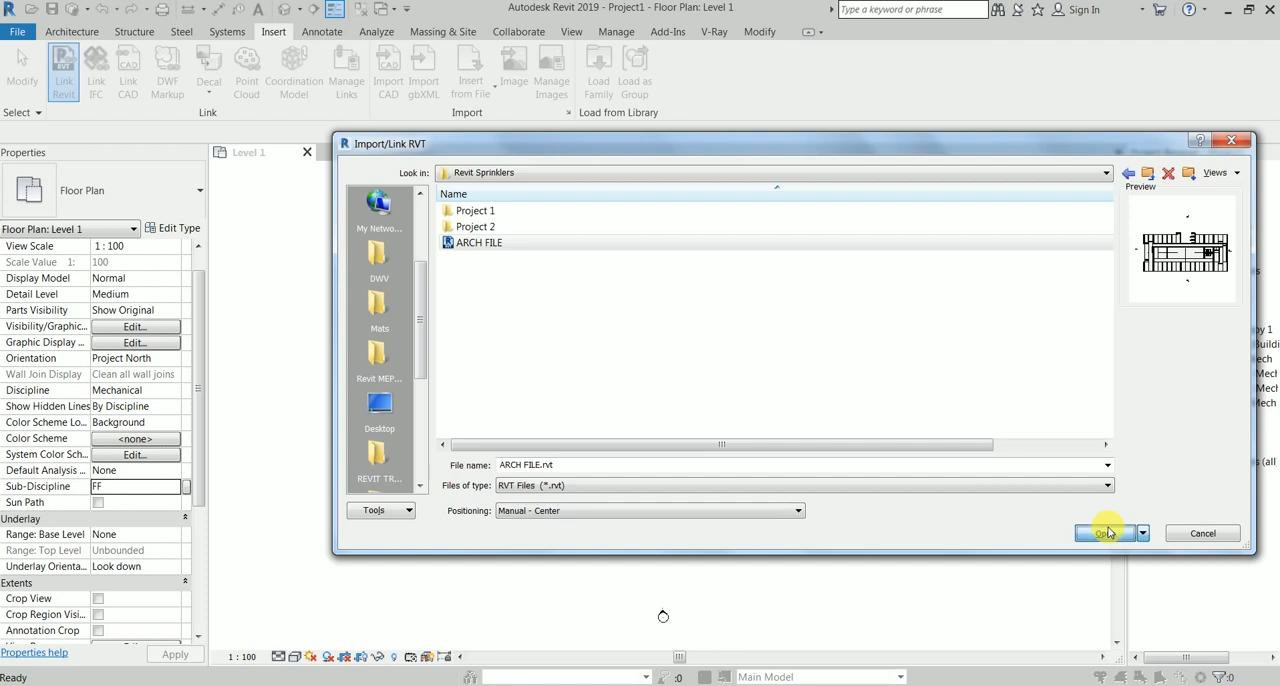 Autodesk Revit 2019 - Project1 - Floor Plan: Level 1
Type a keyword or phrase
Sign In
File Architecture Structure Steel Systems Insert Annotate Analyze Massing & Site Collaborate View Manage Add-Ins V-Ray Modify
Modify
Link Revit
Link IFC
Link CAD
DWF Markup
Decal
Point Cloud
Coordination Model
Manage Links
Import CAD
Import gbXML
Insert from File
Image
Manage Images
Load Family
Load as Group
Select
Link
Import
Load from Library
Properties
Level 1
Floor Plan
Floor Plan: Level 1
Edit Type
View Scale 1 : 100
Scale Value 1: 100
Display Model Normal
Detail Level Medium
Parts Visibility Show Original
Visibility/Graphic... Edit...
Graphic Display ... Edit...
Orientation Project North
Wall Join Display Clean all wall joins
Discipline Mechanical
Show Hidden Lines By Discipline
Color Scheme Lo... Background
Color Scheme <none>
System Color Sch... Edit...
Default Analysis ... None
Sub-Discipline FF
Sun Path
Underlay
Range: Base Level None
Range: Top Level Unbounded
Underlay Orienta... Look down
Extents
Crop View
Crop Region Visi...
Annotation Crop
Properties help
Apply
Import/Link RVT
Look in: Revit Sprinklers
Views
Preview
Name
Project 1
Project 2
ARCH FILE
My Netwo...
DWV
Mats
Revit MEP...
Desktop
REVIT TR...
File name: ARCH FILE.rvt
Files of type: RVT Files (*.rvt)
Tools
Positioning: Manual - Center
Cancel
1 : 100
Ready
:0
Main Model
:0